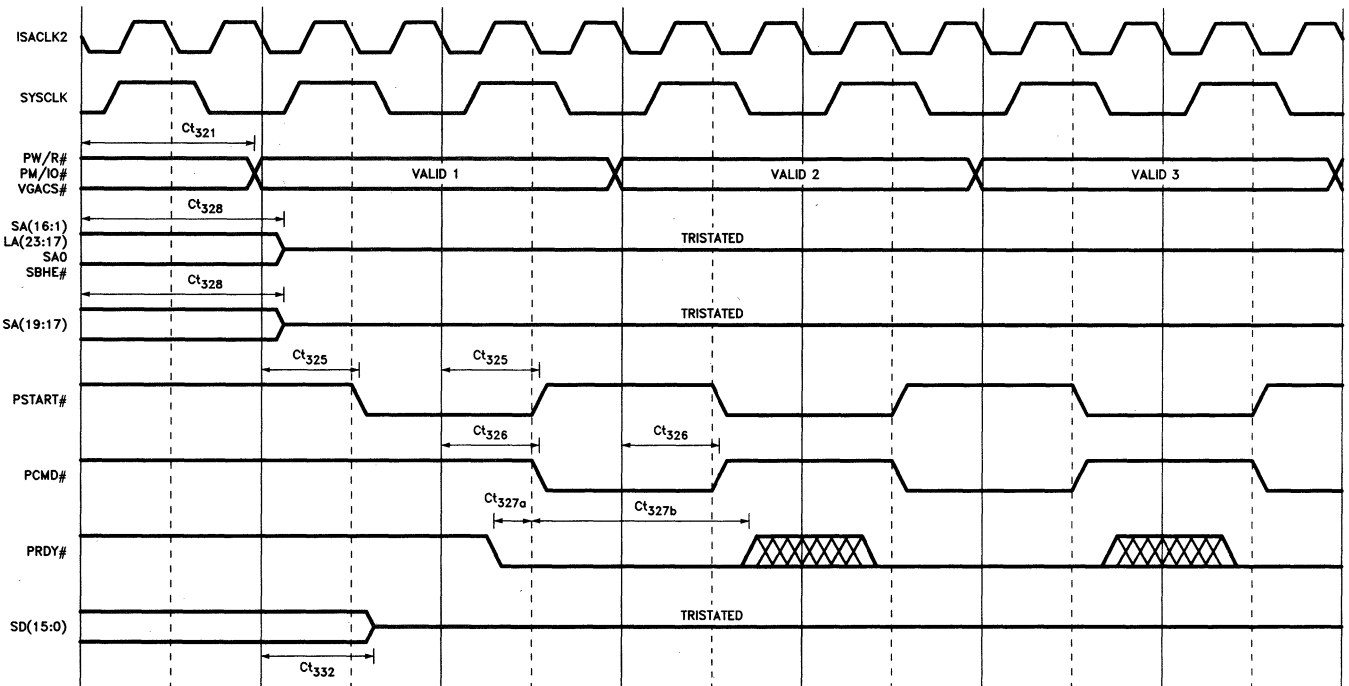 ISACLK2
SYSCLK
Ct321
PW/R#
PM/IO#
VGACS#
VALID 1
VALID 2
VALID 3
Ct328
SA(16:1)
LA(23:17)
SA0
SBHE#
TRISTATED
Ct328
SA(19:17)
TRISTATED
Ct325
Ct325
PSTART#
Ct326
Ct326
PCMD#
Ct327a
Ct327b
PRDY#
SD(15:0)
TRISTATED
Ct332